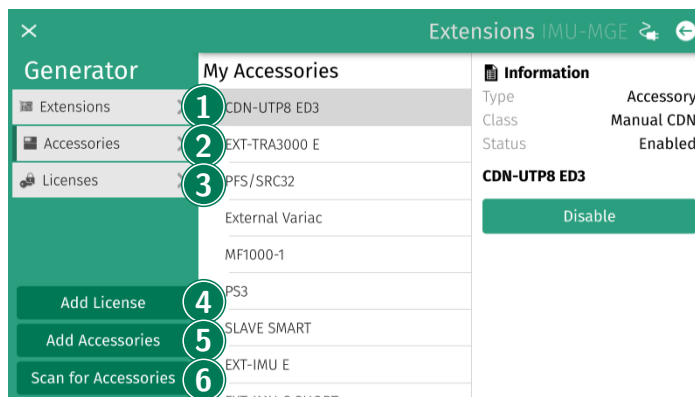 Extensions IMU-MGE
Generator
Extensions
Accessories
Licenses
Add License
Add Accessories
Scan for Accessories
1
2
3
4
5
6
My Accessories
CDN-UTP8 ED3
EXT-TRA3000 E
PFS/SRC32
External Variac
MF1000-1
PS3
SLAVE SMART
EXT-IMU E
Information
Type Accessory
Class Manual CDN
Status Enabled
CDN-UTP8 ED3
Disable